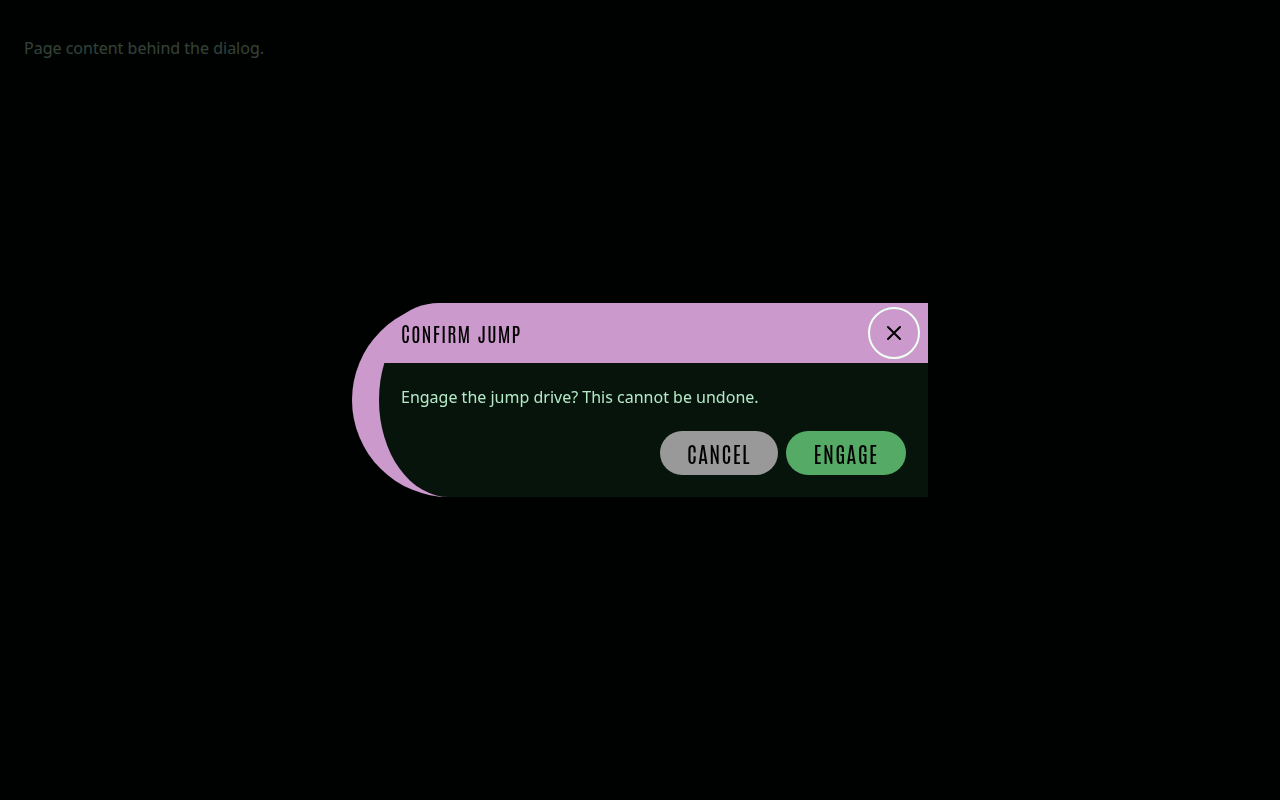 Page content behind the dialog.
CONFIRM JUMP
Engage the jump drive? This cannot be undone.
CANCEL ENGAGE